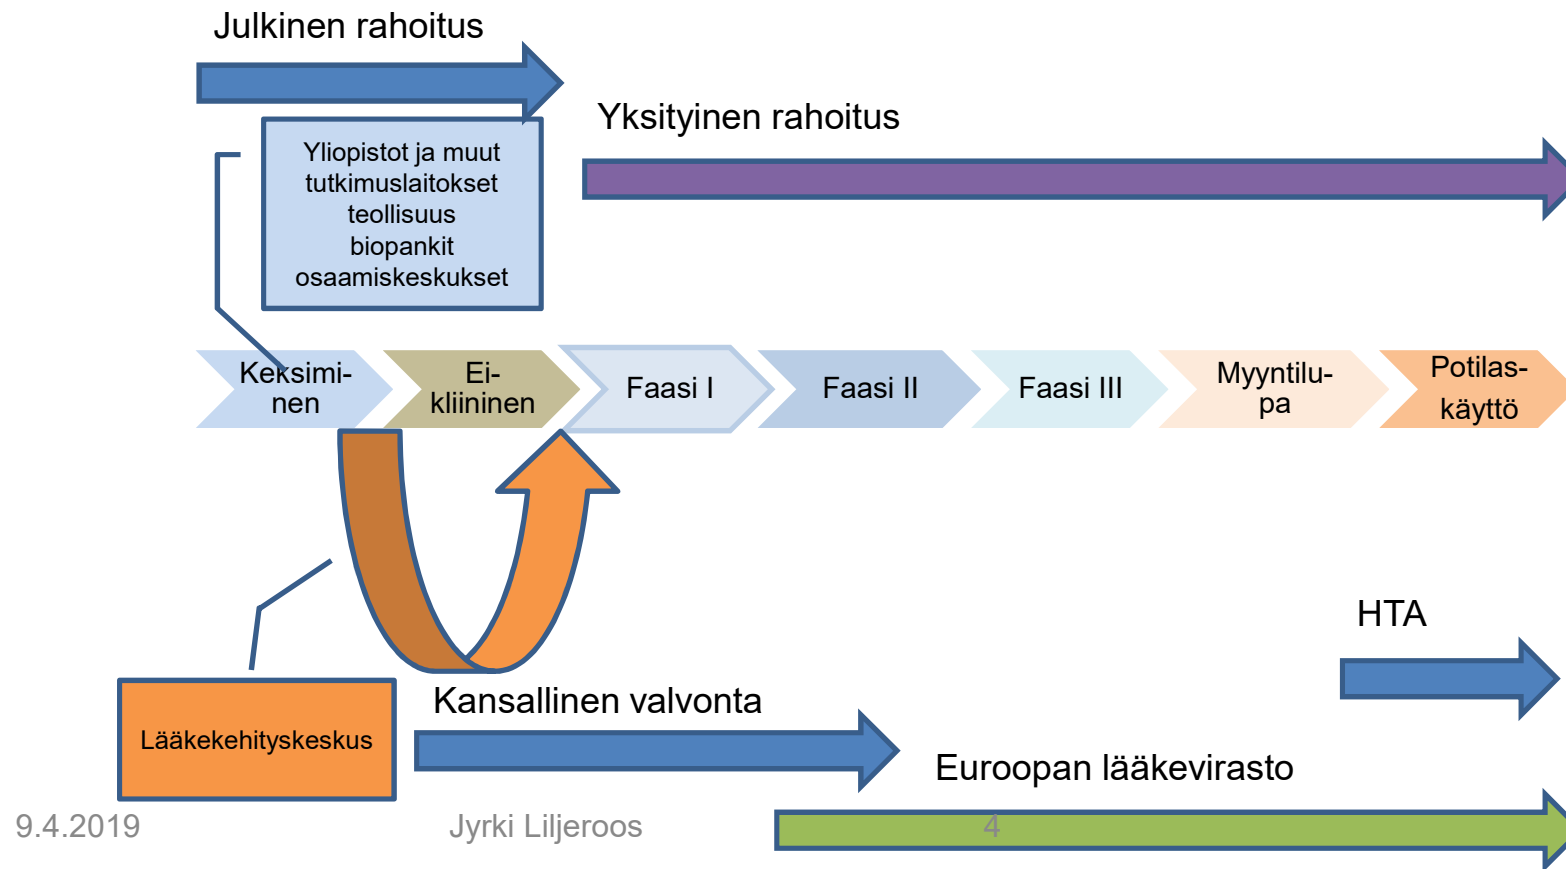 Julkinen rahoitus
Yksityinen rahoitus
Yliopistot ja muut
tutkimuslaitokset
teollisuus
biopankit
osaamiskeskukset
Keksimi-
nen
Ei-
kliininen
Faasi I
Faasi II
Faasi III
Myyntilu-
pa
Potilas-
käyttö
HTA
Lääkekehityskeskus
Kansallinen valvonta
Euroopan lääkevirasto
9.4.2019
Jyrki Liljeroos
4